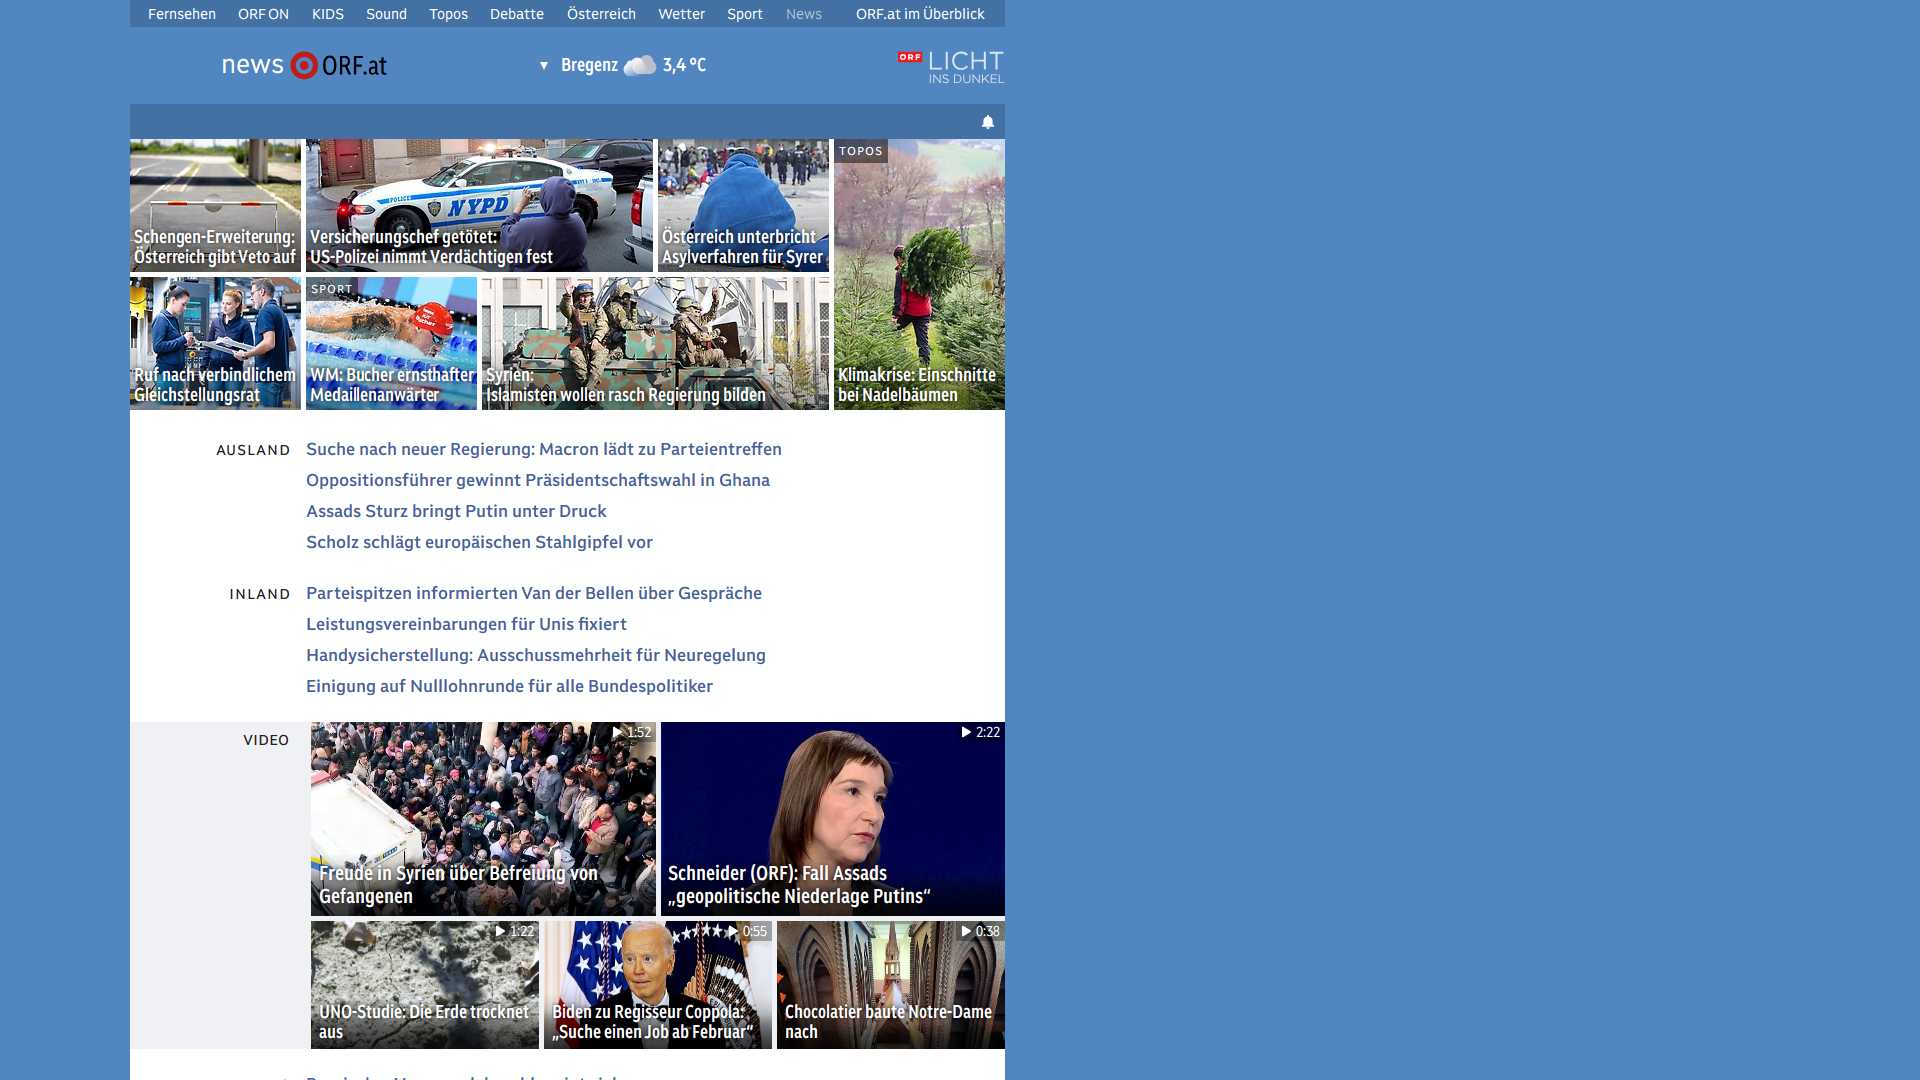 Fernsehen ORF ON KIDS Sound Topos Debatte Österreich Wetter Sport News ORF.at im Überblick
news ORF.at
Bregenz 3,4 °C
ORF LICHT
INS DUNKEL
Schengen-Erweiterung:
Österreich gibt Veto auf
POLICE
NYPD
Versicherungschef getötet:
US-Polizei nimmt Verdächtigen fest
Österreich unterbricht
Asylverfahren für Syrer
TOPOS
Klimakrise: Einschnitte
bei Nadelbäumen
Ruf nach verbindlichem
Gleichstellungsrat
SPORT
WM: Bucher ernsthafter
Medaillenanwärter
Syrien:
Islamisten wollen rasch Regierung bilden
AUSLAND
Suche nach neuer Regierung: Macron lädt zu Parteientreffen
Oppositionsführer gewinnt Präsidentschaftswahl in Ghana
Assads Sturz bringt Putin unter Druck
Scholz schlägt europäischen Stahlgipfel vor
INLAND
Parteispitzen informierten Van der Bellen über Gespräche
Leistungsvereinbarungen für Unis fixiert
Handysicherstellung: Ausschussmehrheit für Neuregelung
Einigung auf Nulllohnrunde für alle Bundespolitiker
VIDEO
1:52
Freude in Syrien über Befreiung von
Gefangenen
2:22
Schneider (ORF): Fall Assads
„geopolitische Niederlage Putins“
1:22
UNO-Studie: Die Erde trocknet
aus
0:55
Biden zu Regisseur Coppola:
„Suche einen Job ab Februar“
0:38
Chocolatier baute Notre-Dame
nach